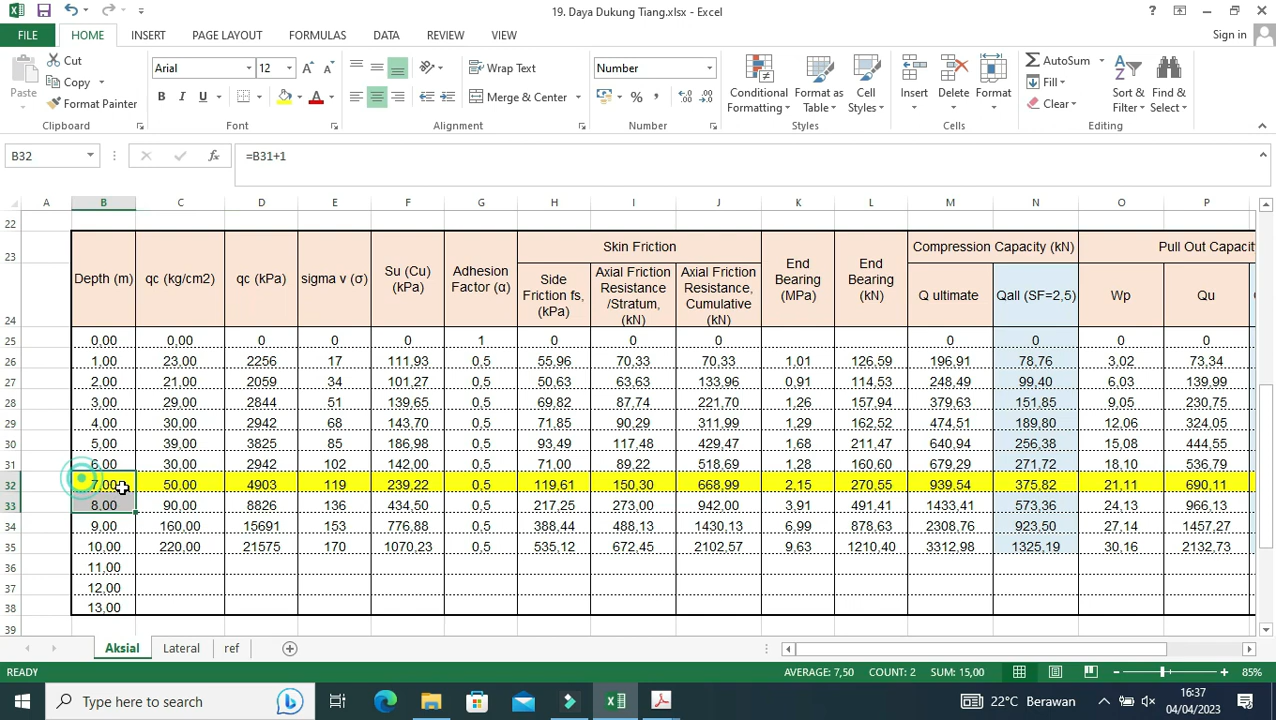 19. Daya Dukung Tiang.xlsx - Excel
FILE HOME INSERT PAGE LAYOUT FORMULAS DATA REVIEW VIEW Sign in
Paste Cut Copy Format Painter Clipboard
Arial 12 B I U A Font
Wrap Text Merge & Center Alignment
Number % , Number
Conditional Formatting Format as Table Cell Styles Styles
Insert Delete Format Cells
AutoSum Fill Clear Sort & Filter Find & Select Editing
B32 fx =B31+1
A B C D E F G H I J K L M N O P
22
23 Skin Friction Compression Capacity (kN) Pull Out Capacit
24 Depth (m) qc (kg/cm2) qc (kPa) sigma v (σ) Su (Cu) (kPa) Adhesion Factor (α) Side Friction fs, (kPa) Axial Friction Resistance /Stratum, (kN) Axial Friction Resistance, Cumulative (kN) End Bearing (MPa) End Bearing (kN) Q ultimate Qall (SF=2,5) Wp Qu
25 0,00 0,00 0 0 0 1 0 0 0 0 0 0 0
26 1,00 23,00 2256 17 111,93 0,5 55,96 70,33 70,33 1,01 126,59 196,91 78,76 3,02 73,34
27 2,00 21,00 2059 34 101,27 0,5 50,63 63,63 133,96 0,91 114,53 248,49 99,40 6,03 139,99
28 3,00 29,00 2844 51 139,65 0,5 69,82 87,74 221,70 1,26 157,94 379,63 151,85 9,05 230,75
29 4,00 30,00 2942 68 143,70 0,5 71,85 90,29 311,99 1,29 162,52 474,51 189,80 12,06 324,05
30 5,00 39,00 3825 85 186,98 0,5 93,49 117,48 429,47 1,68 211,47 640,94 256,38 15,08 444,55
31 6,00 30,00 2942 102 142,00 0,5 71,00 89,22 518,69 1,28 160,60 679,29 271,72 18,10 536,79
32 7,00 50,00 4903 119 239,22 0,5 119,61 150,30 668,99 2,15 270,55 939,54 375,82 21,11 690,11
33 8,00 90,00 8826 136 434,50 0,5 217,25 273,00 942,00 3,91 491,41 1433,41 573,36 24,13 966,13
34 9,00 160,00 15691 153 776,88 0,5 388,44 488,13 1430,13 6,99 878,63 2308,76 923,50 27,14 1457,27
35 10,00 220,00 21575 170 1070,23 0,5 535,12 672,45 2102,57 9,63 1210,40 3312,98 1325,19 30,16 2132,73
36 11,00
37 12,00
38 13,00
39
Aksial Lateral ref
READY AVERAGE: 7,50 COUNT: 2 SUM: 15,00 85%
Type here to search 22°C Berawan 16:37
04/04/2023